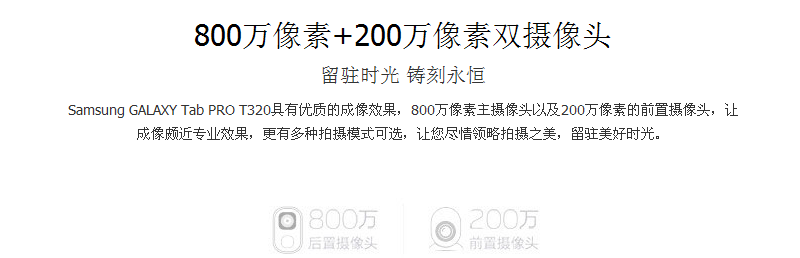 800万像素+200万像素双摄像头
留驻时光 铸刻永恒
Samsung GALAXY Tab PRO T320具有优质的成像效果，800万像素主摄像头以及200万像素的前置摄像头，让
成像颇近专业效果，更有多种拍摄模式可选，让您尽情领略拍摄之美，留驻美好时光。
800万 200万
后置摄像头 前置摄像头